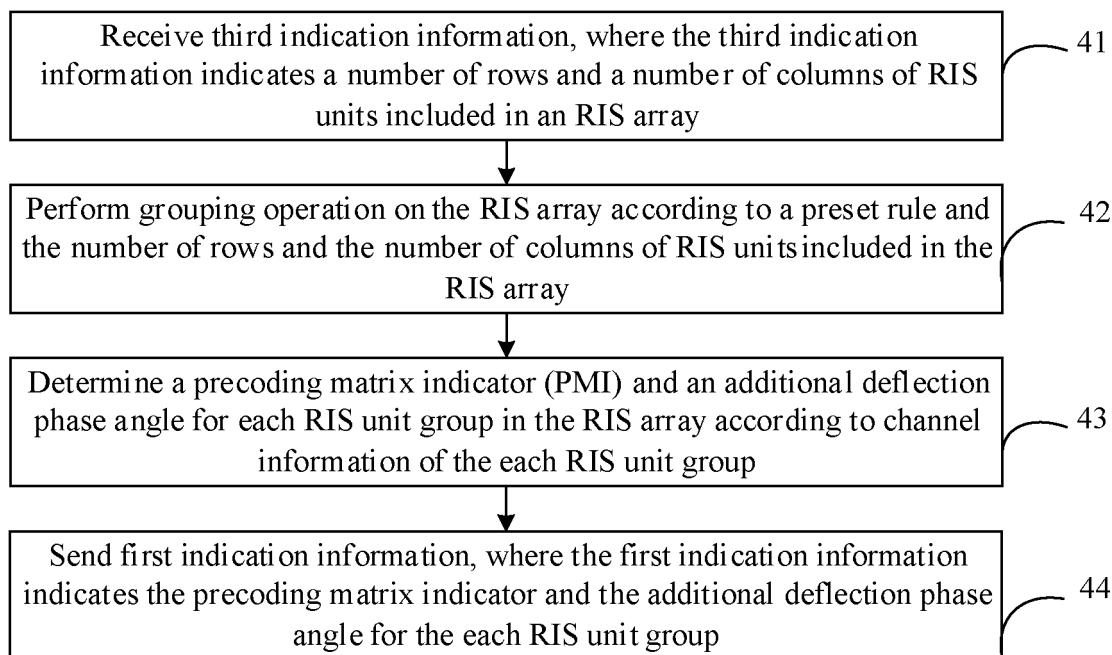 Receive third indication information, where the third indication
information indicates a number of rows and a number of columns of RIS
units included in an RIS array
41
Perform grouping operation on the RIS array according to a preset rule and
the number of rows and the number of columns of RIS units included in the
RIS array
42
Determine a precoding matrix indicator (PMI) and an additional deflection
phase angle for each RIS unit group in the RIS array according to channel
information of the each RIS unit group
43
Send first indication information, where the first indication information
indicates the precoding matrix indicator and the additional deflection phase
angle for the each RIS unit group
44